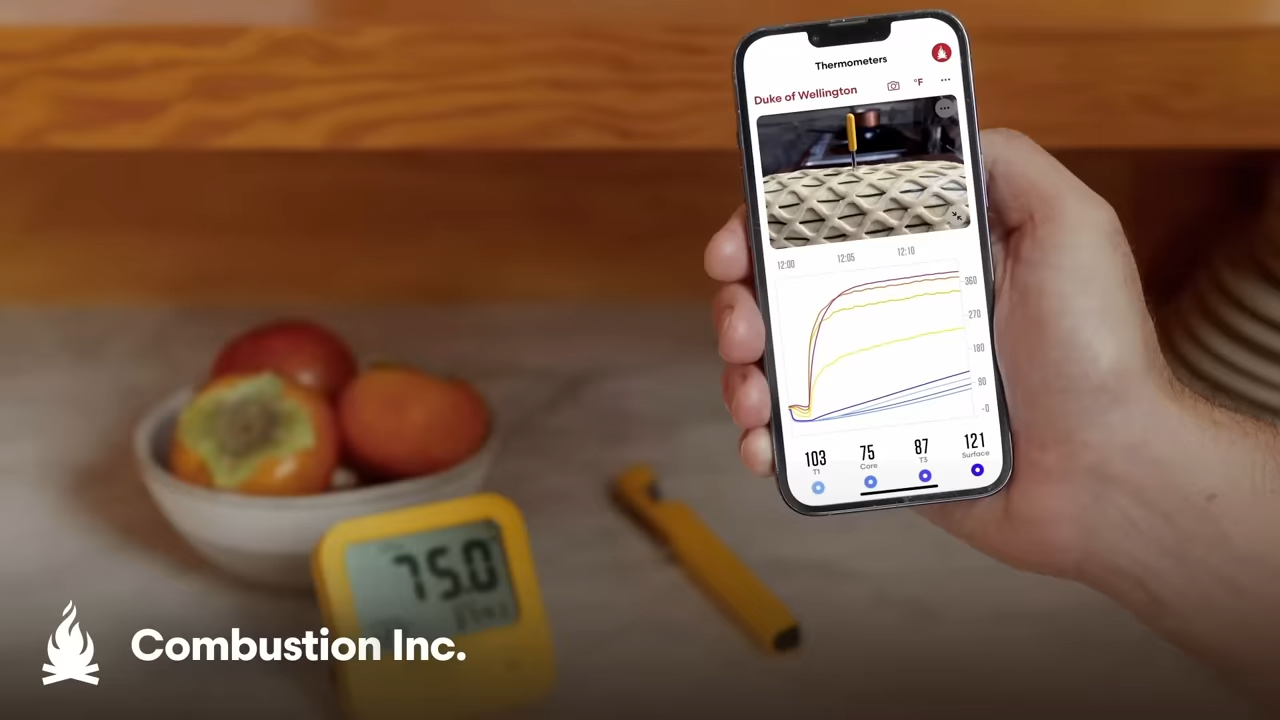 Thermometers
Duke of Wellington
°F
12:00 12:05 12:10
360
270
180
90
-0
103 75 87 121
T1 Core T3 Surface
75.0
Combustion Inc.